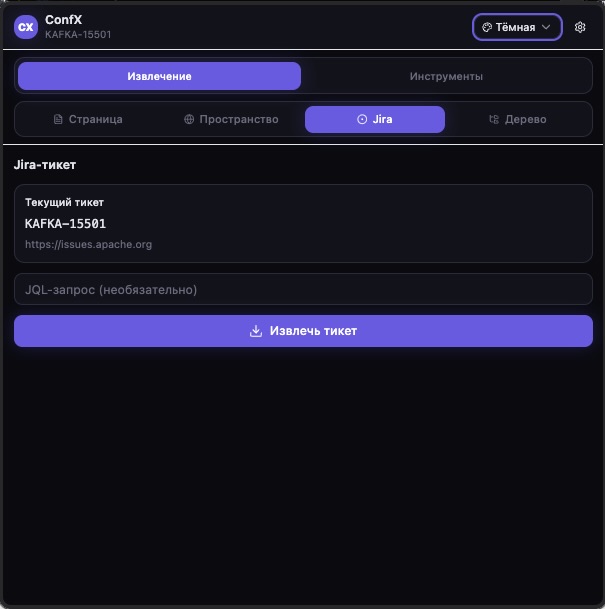 CX
ConfX
KAFKA-15501
Тёмная
Извлечение
Инструменты
Страница
Пространство
Jira
Дерево
Jira-тикет
Текущий тикет
KAFKA-15501
https://issues.apache.org
JQL-запрос (необязательно)
Извлечь тикет